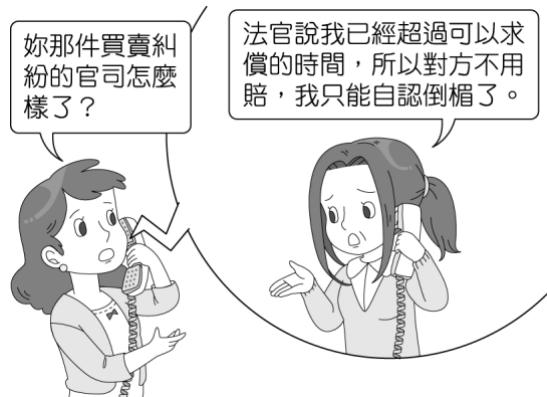 妳那件買賣糾
紛的官司怎麼
樣了？
法官說我已經超過可以求
償的時間，所以對方不用
賠，我只能自認倒楣了。